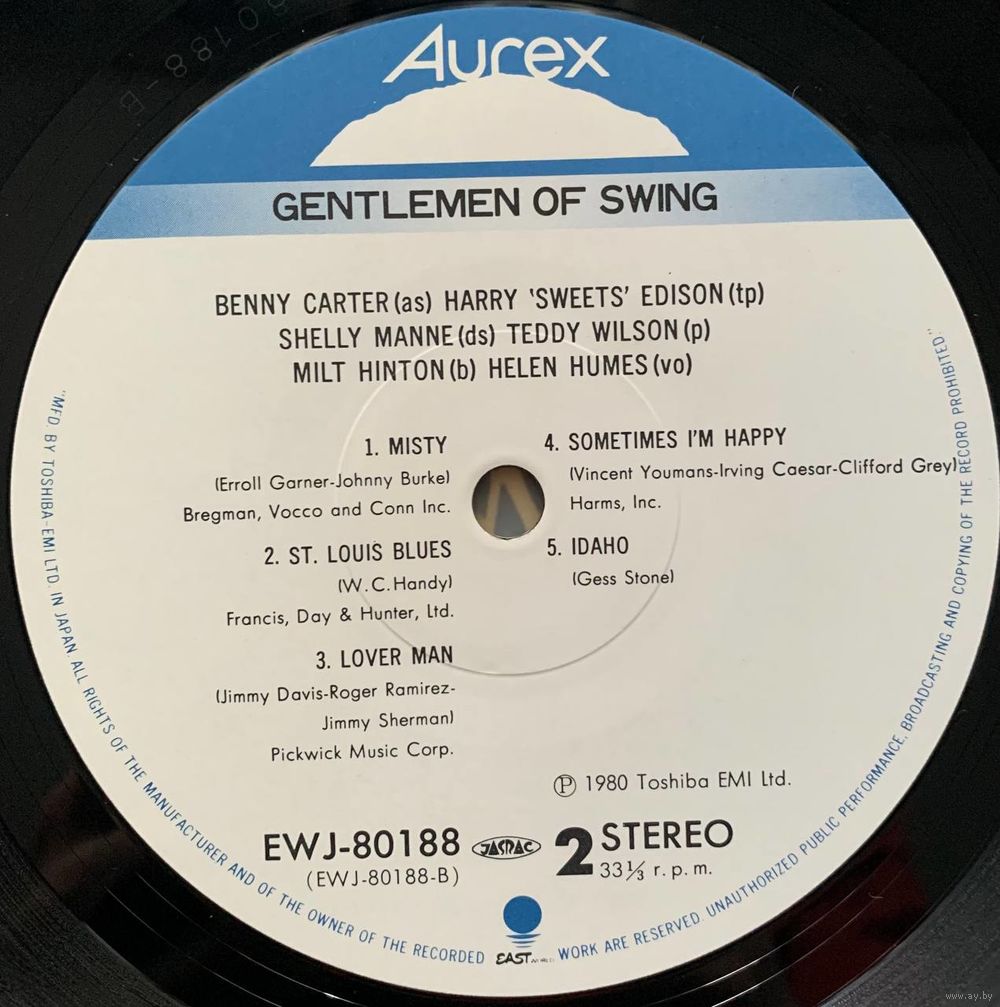 Aurex
GENTLEMEN OF SWING
BENNY CARTER (as) HARRY 'SWEETS' EDISON (tp)
SHELLY MANNE (ds) TEDDY WILSON (p)
MILT HINTON (b) HELEN HUMES (vo)
1. MISTY
(Erroll Garner-Johnny Burke)
Bregman, Vocco and Conn Inc.
2. ST. LOUIS BLUES
(W.C.Handy)
Francis, Day & Hunter, Ltd.
3. LOVER MAN
(Jimmy Davis-Roger Ramirez-
Jimmy Sherman)
Pickwick Music Corp.
4. SOMETIMES I'M HAPPY
(Vincent Youmans-Irving Caesar-Clifford Grey)
Harms, Inc.
5. IDAHO
(Gess Stone)
℗ 1980 Toshiba EMI Ltd.
EWJ-80188
(EWJ-80188-B)
JASRAC
2 STEREO
33⅓ r.p.m.
EAST WORLD
"MFD. BY TOSHIBA-EMI LTD. IN JAPAN ALL RIGHTS OF THE MANUFACTURER AND OF THE OWNER OF THE RECORDED WORK ARE RESERVED. UNAUTHORIZED PUBLIC PERFORMANCE. BROADCASTING AND COPYING OF THE RECORD PROHIBITED."
www.ay.by